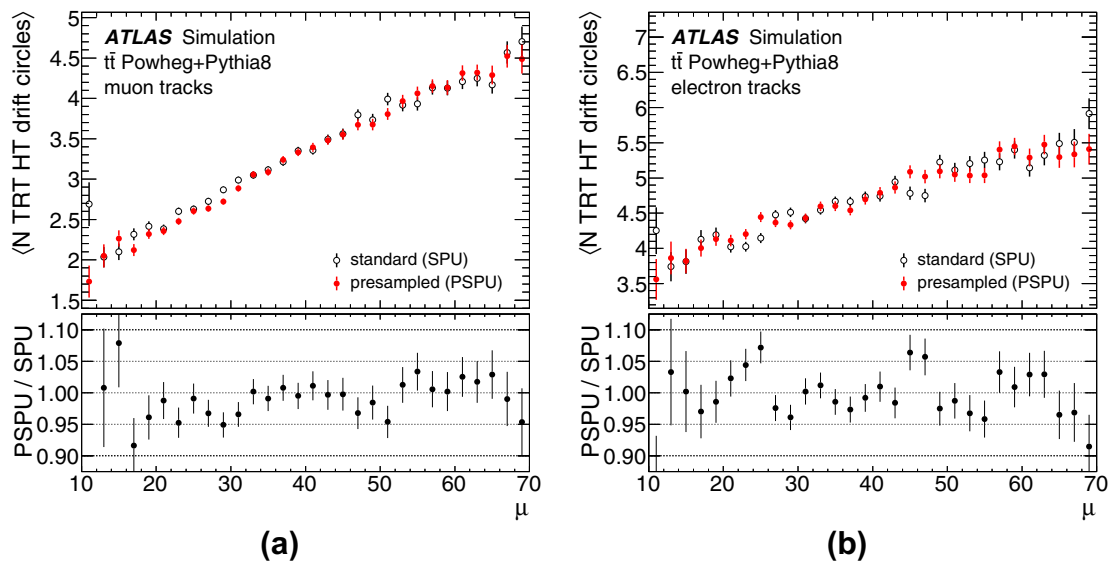 ⟨N TRT HT drift circles⟩
4.5
4
3.5
3
2.5
2
1.5
ATLAS Simulation
tt̄ Powheg+Pythia8
muon tracks
standard (SPU)
presampled (PSPU)
PSPU / SPU
1.10
1.05
1.00
0.95
0.90
10 20 30 40 50 60 70
μ
(a)
⟨N TRT HT drift circles⟩
7
6.5
6
5.5
5
4.5
4
3.5
ATLAS Simulation
tt̄ Powheg+Pythia8
electron tracks
standard (SPU)
presampled (PSPU)
PSPU / SPU
1.10
1.05
1.00
0.95
0.90
10 20 30 40 50 60 70
μ
(b)